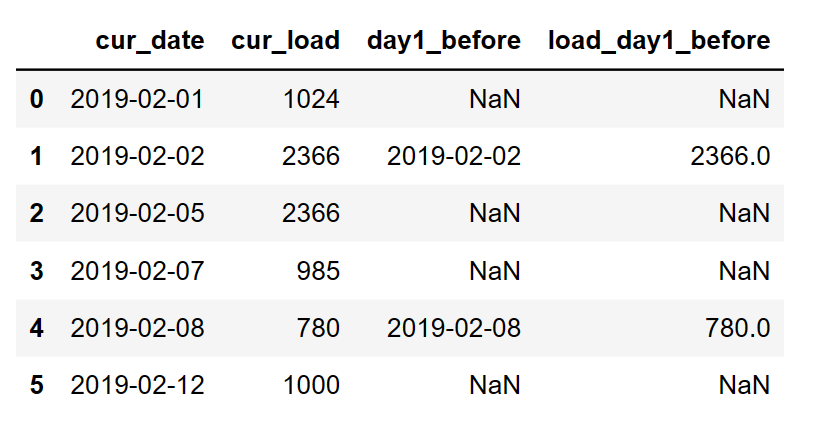 cur_date cur_load day1_before load_day1_before
0 2019-02-01 1024 NaN NaN
1 2019-02-02 2366 2019-02-02 2366.0
2 2019-02-05 2366 NaN NaN
3 2019-02-07 985 NaN NaN
4 2019-02-08 780 2019-02-08 780.0
5 2019-02-12 1000 NaN NaN